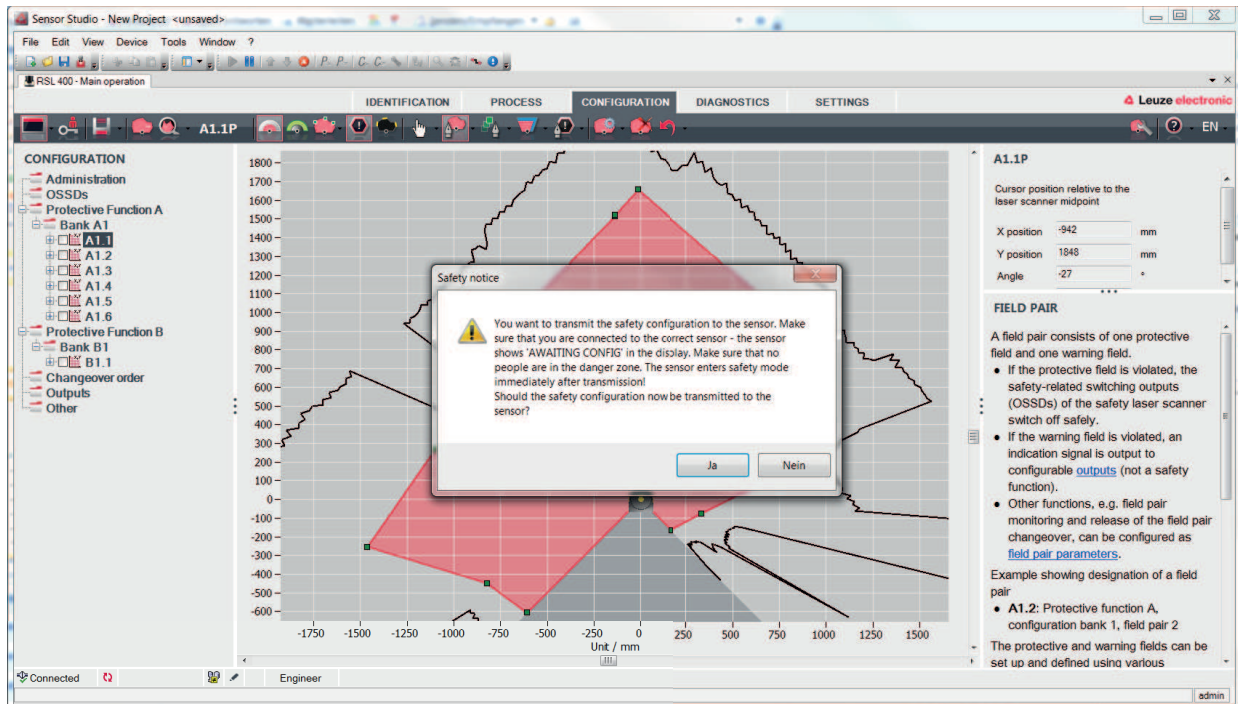 Sensor Studio - New Project <unsaved>
File Edit View Device Tools Window ?
P- P- C- C-
RSL 400 - Main operation
IDENTIFICATION PROCESS CONFIGURATION DIAGNOSTICS SETTINGS
Leuze electronic
A1.1P
EN
CONFIGURATION
Administration
OSSDs
Protective Function A
Bank A1
A1.1
A1.2
A1.3
A1.4
A1.5
A1.6
Protective Function B
Bank B1
B1.1
Changeover order
Outputs
Other
1800
1700
1600
1500
1400
1300
1200
1100
1000
900
800
700
600
500
400
300
200
100
0
-100
-200
-300
-400
-500
-600
-1750 -1500 -1250 -1000 -750 -500 -250 0 250 500 750 1000 1250 1500
Unit / mm
Safety notice
You want to transmit the safety configuration to the sensor. Make
sure that you are connected to the correct sensor - the sensor
shows 'AWAITING CONFIG' in the display. Make sure that no
people are in the danger zone. The sensor enters safety mode
immediately after transmission!
Should the safety configuration now be transmitted to the
sensor?
Ja Nein
A1.1P
Cursor position relative to the
laser scanner midpoint
X position -942 mm
Y position 1848 mm
Angle -27 °
FIELD PAIR
A field pair consists of one protective
field and one warning field.
• If the protective field is violated, the
safety-related switching outputs
(OSSDs) of the safety laser scanner
switch off safely.
• If the warning field is violated, an
indication signal is output to
configurable outputs (not a safety
function).
• Other functions, e.g. field pair
monitoring and release of the field pair
changeover, can be configured as
field pair parameters.
Example showing designation of a field
pair
• A1.2: Protective function A,
configuration bank 1, field pair 2
The protective and warning fields can be
set up and defined using various
Connected Engineer
admin